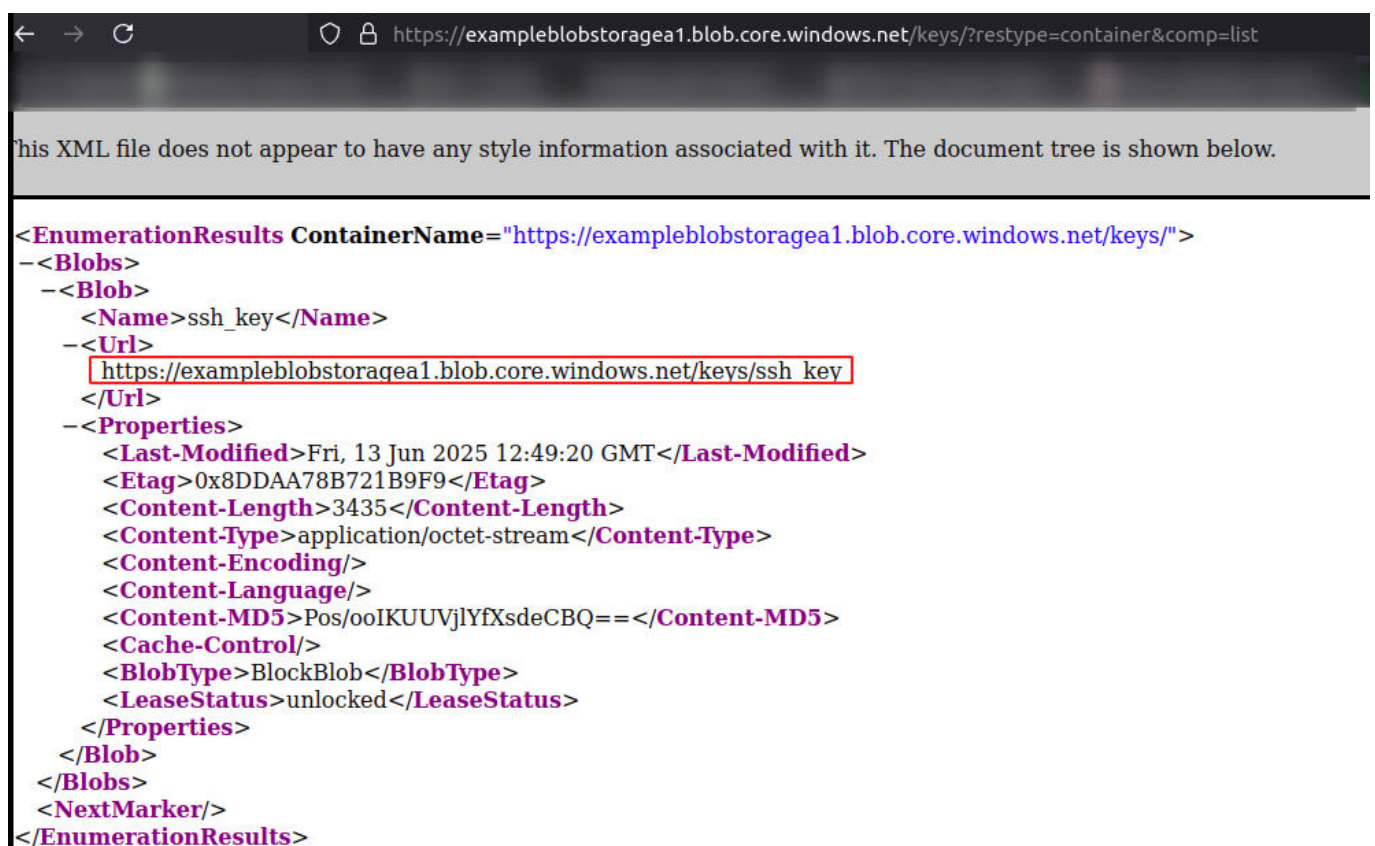 https://exampleblobstoragea1.blob.core.windows.net/keys/?restype=container&comp=list
This XML file does not appear to have any style information associated with it. The document tree is shown below.
<EnumerationResults ContainerName="https://exampleblobstoragea1.blob.core.windows.net/keys/">
−<Blobs>
−<Blob>
<Name>ssh_key</Name>
−<Url>
https://exampleblobstoragea1.blob.core.windows.net/keys/ssh_key
</Url>
−<Properties>
<Last-Modified>Fri, 13 Jun 2025 12:49:20 GMT</Last-Modified>
<Etag>0x8DDAA78B721B9F9</Etag>
<Content-Length>3435</Content-Length>
<Content-Type>application/octet-stream</Content-Type>
<Content-Encoding/>
<Content-Language/>
<Content-MD5>Pos/ooIKUUVjlYfXsdeCBQ==</Content-MD5>
<Cache-Control/>
<BlobType>BlockBlob</BlobType>
<LeaseStatus>unlocked</LeaseStatus>
</Properties>
</Blob>
</Blobs>
<NextMarker/>
</EnumerationResults>